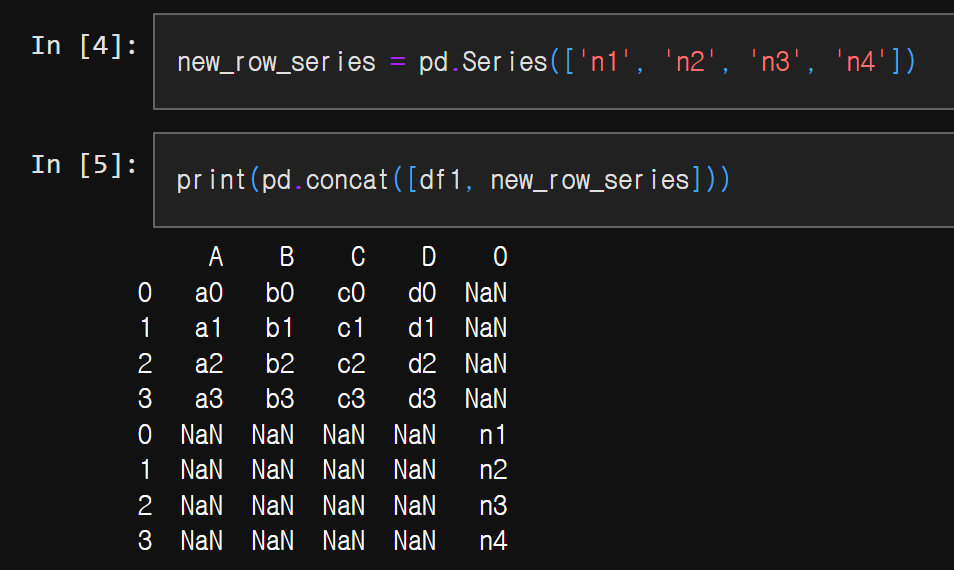 In [4]:
new_row_series = pd.Series(['n1', 'n2', 'n3', 'n4'])
In [5]:
print(pd.concat([df1, new_row_series]))
A B C D 0
0 a0 b0 c0 d0 NaN
1 a1 b1 c1 d1 NaN
2 a2 b2 c2 d2 NaN
3 a3 b3 c3 d3 NaN
0 NaN NaN NaN NaN n1
1 NaN NaN NaN NaN n2
2 NaN NaN NaN NaN n3
3 NaN NaN NaN NaN n4